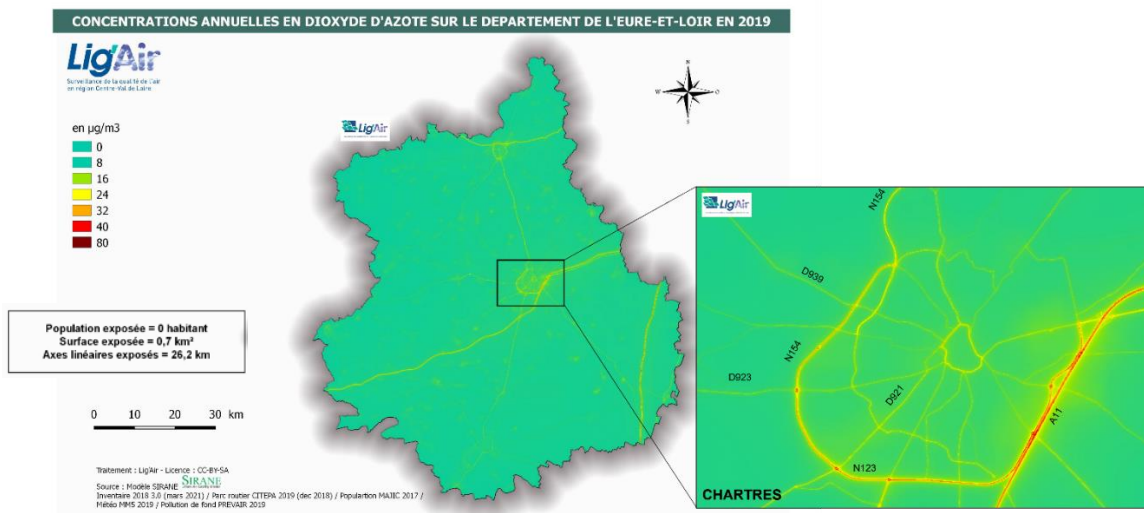 CONCENTRATIONS ANNUELLES EN DIOXYDE D'AZOTE SUR LE DEPARTEMENT DE L'EURE-ET-LOIR EN 2019
Lig'Air
Surveillance de la qualité de l'air
en région Centre-Val de Loire
en µg/m3
0
8
16
24
32
40
80
Lig'Air
N
W O
S
Population exposée = 0 habitant
Surface exposée = 0,7 km²
Axes linéaires exposés = 26,2 km
0 10 20 30 km
Traitement : Lig'Air - Licence : CC-BY-SA
Source : Modèle SIRANE SIRANE
Inventaire 2018 3.0 (mars 2021) / Parc routier CITEPA 2019 (dec 2018) / Population MAJIC 2017 /
Météo MM5 2019 / Pollution de fond PREVAIR 2019
Lig'Air
N154
D939
N154
D923
D921
A11
N123
CHARTRES